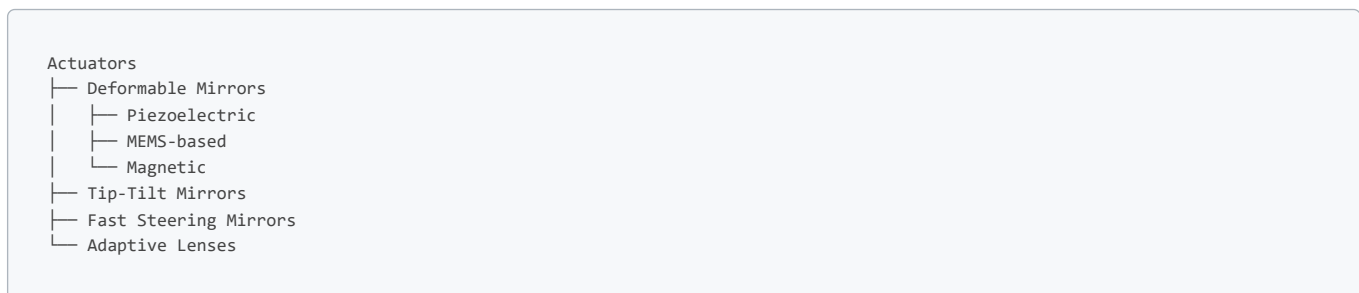 Actuators
├── Deformable Mirrors
│   ├── Piezoelectric
│   ├── MEMS-based
│   └── Magnetic
├── Tip-Tilt Mirrors
├── Fast Steering Mirrors
└── Adaptive Lenses